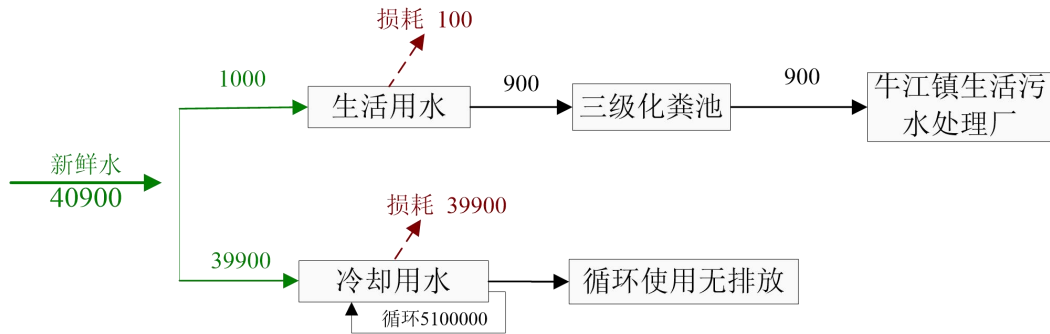 损耗 100
1000
900
900
生活用水
三级化粪池
牛江镇生活污
水处理厂
新鲜水
40900
损耗 39900
39900
冷却用水
循环使用无排放
循环5100000